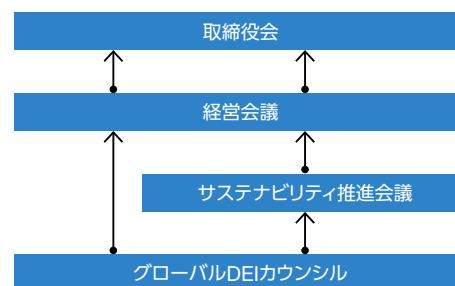 取締役会
経営会議
サステナビリティ推進会議
グローバルDEIカウンシル